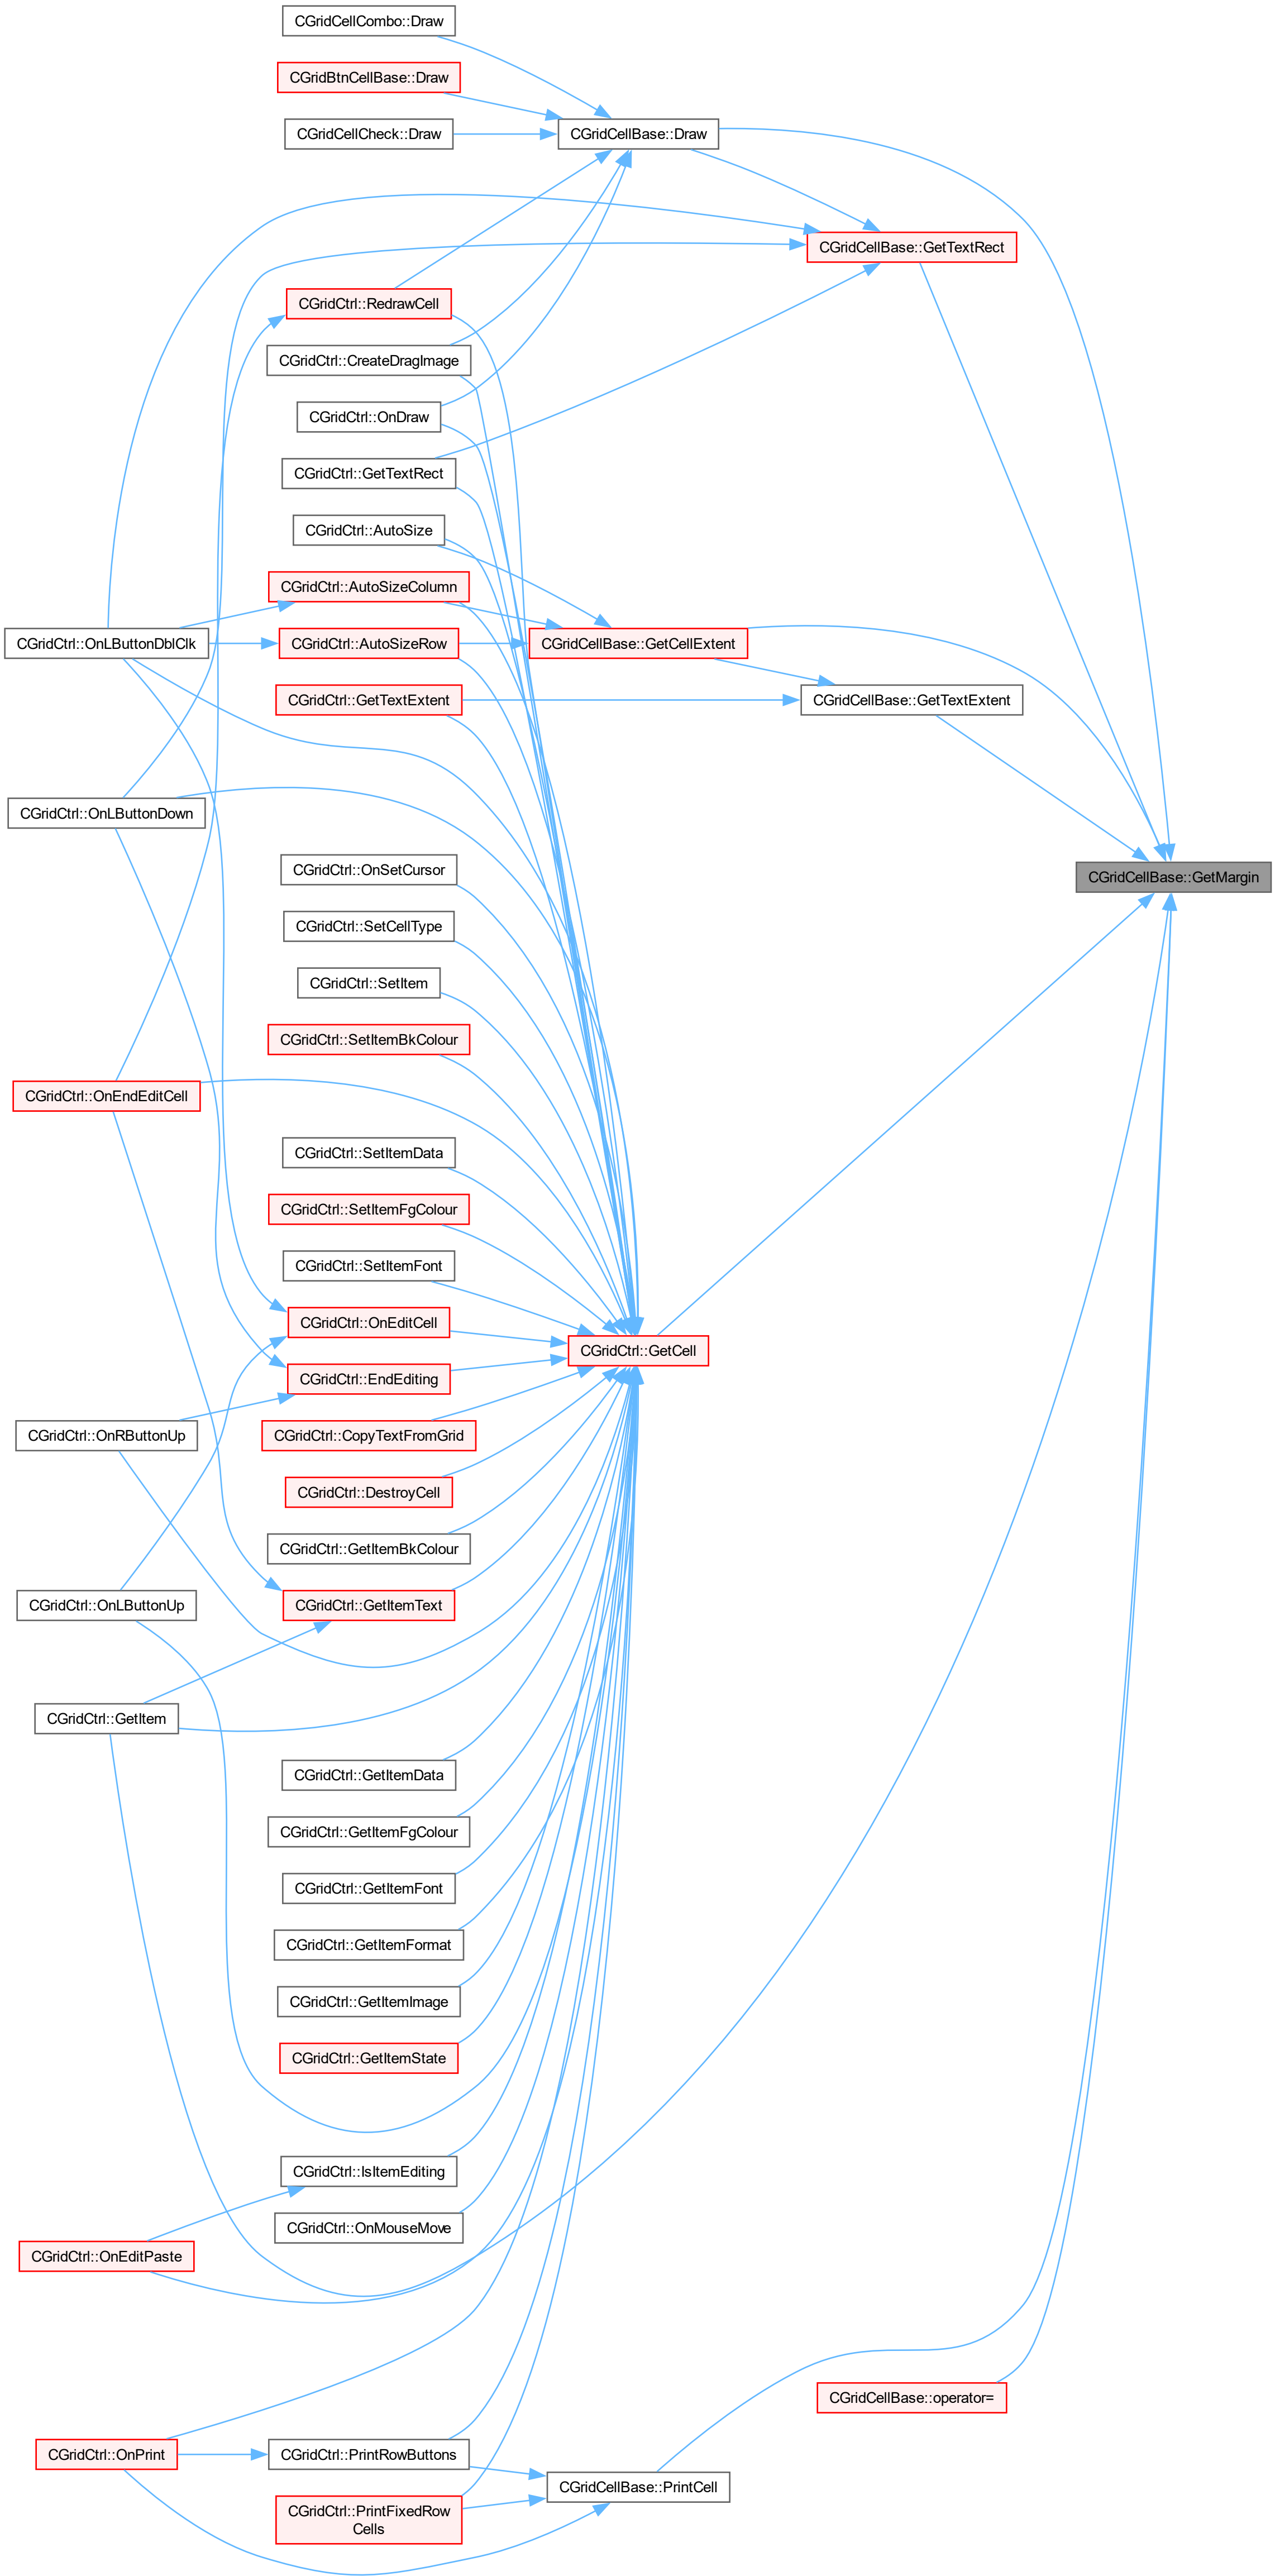 CGridCellCombo::Draw
CGridBtnCellBase::Draw
CGridCellCheck::Draw
CGridCellBase::Draw
CGridCellBase::GetTextRect
CGridCtrl::RedrawCell
CGridCtrl::CreateDragImage
CGridCtrl::OnDraw
CGridCtrl::GetTextRect
CGridCtrl::AutoSize
CGridCtrl::AutoSizeColumn
CGridCtrl::OnLButtonDblClk
CGridCtrl::AutoSizeRow
CGridCellBase::GetCellExtent
CGridCtrl::GetTextExtent
CGridCellBase::GetTextExtent
CGridCtrl::OnLButtonDown
CGridCtrl::OnSetCursor
CGridCellBase::GetMargin
CGridCtrl::SetCellType
CGridCtrl::SetItem
CGridCtrl::SetItemBkColour
CGridCtrl::OnEndEditCell
CGridCtrl::SetItemData
CGridCtrl::SetItemFgColour
CGridCtrl::SetItemFont
CGridCtrl::OnEditCell
CGridCtrl::GetCell
CGridCtrl::EndEditing
CGridCtrl::OnRButtonUp
CGridCtrl::CopyTextFromGrid
CGridCtrl::DestroyCell
CGridCtrl::GetItemBkColour
CGridCtrl::OnLButtonUp
CGridCtrl::GetItemText
CGridCtrl::GetItem
CGridCtrl::GetItemData
CGridCtrl::GetItemFgColour
CGridCtrl::GetItemFont
CGridCtrl::GetItemFormat
CGridCtrl::GetItemImage
CGridCtrl::GetItemState
CGridCtrl::IsItemEditing
CGridCtrl::OnMouseMove
CGridCtrl::OnEditPaste
CGridCellBase::operator=
CGridCtrl::OnPrint
CGridCtrl::PrintRowButtons
CGridCellBase::PrintCell
CGridCtrl::PrintFixedRow
Cells